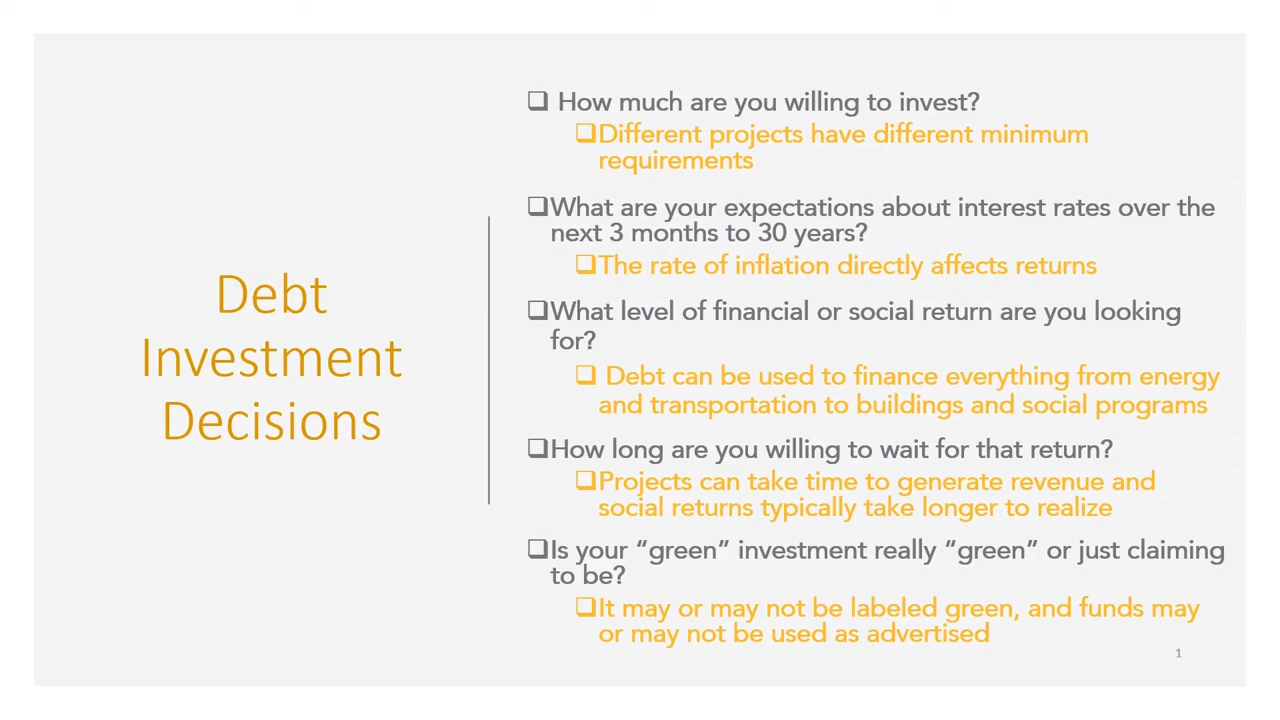 Debt
Investment
Decisions
❑ How much are you willing to invest?
❑Different projects have different minimum
requirements
❑What are your expectations about interest rates over the
next 3 months to 30 years?
❑The rate of inflation directly affects returns
❑What level of financial or social return are you looking
for?
❑ Debt can be used to finance everything from energy
and transportation to buildings and social programs
❑How long are you willing to wait for that return?
❑Projects can take time to generate revenue and
social returns typically take longer to realize
❑Is your “green” investment really “green” or just claiming
to be?
❑It may or may not be labeled green, and funds may
or may not be used as advertised
1